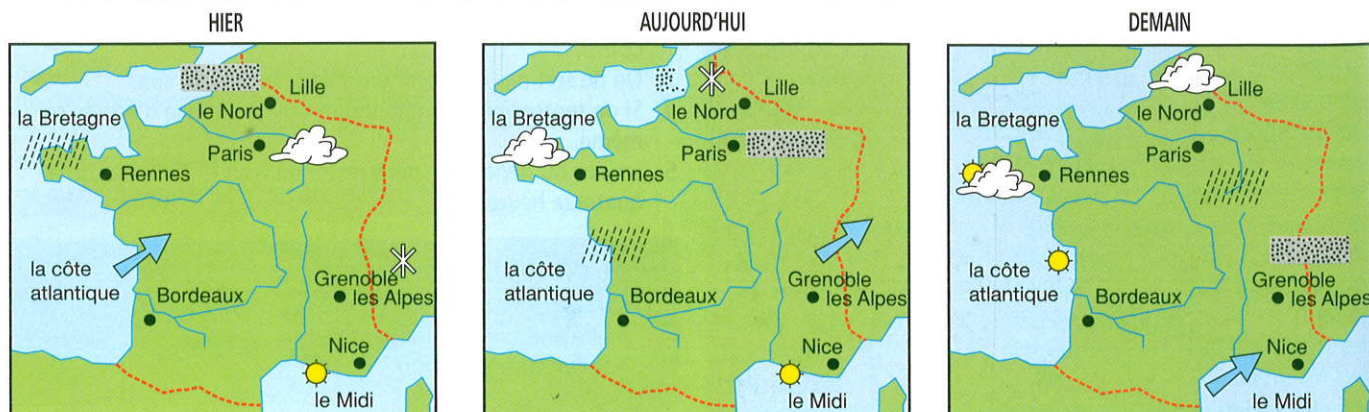 HIER
Lille
le Nord
la Bretagne
Paris
Rennes
la côte
atlantique
Grenoble
les Alpes
Bordeaux
Nice
le Midi
AUJOURD'HUI
Lille
le Nord
la Bretagne
Paris
Rennes
la côte
atlantique
Grenoble
les Alpes
Bordeaux
Nice
le Midi
DEMAIN
Lille
le Nord
la Bretagne
Paris
Rennes
la côte
atlantique
Grenoble
les Alpes
Bordeaux
Nice
le Midi